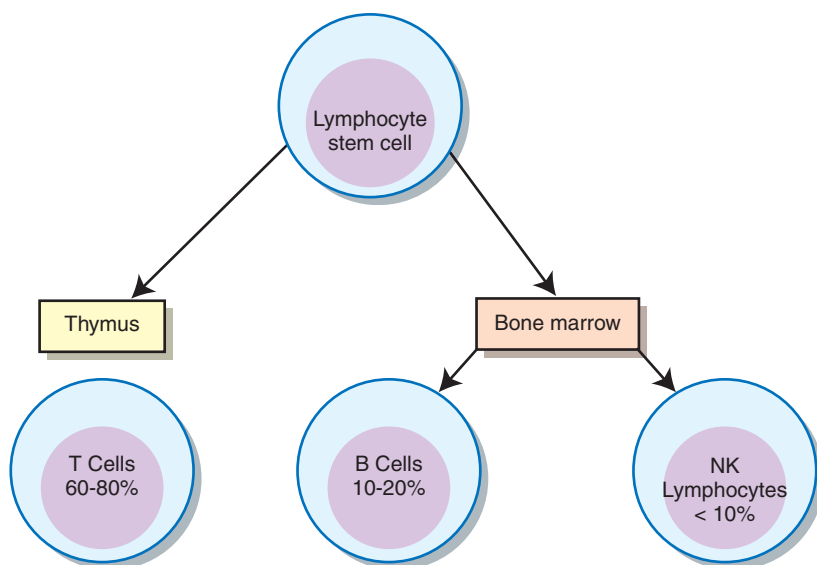 Lymphocyte
stem cell
Thymus
Bone marrow
T Cells
60-80%
B Cells
10-20%
NK
Lymphocytes
< 10%